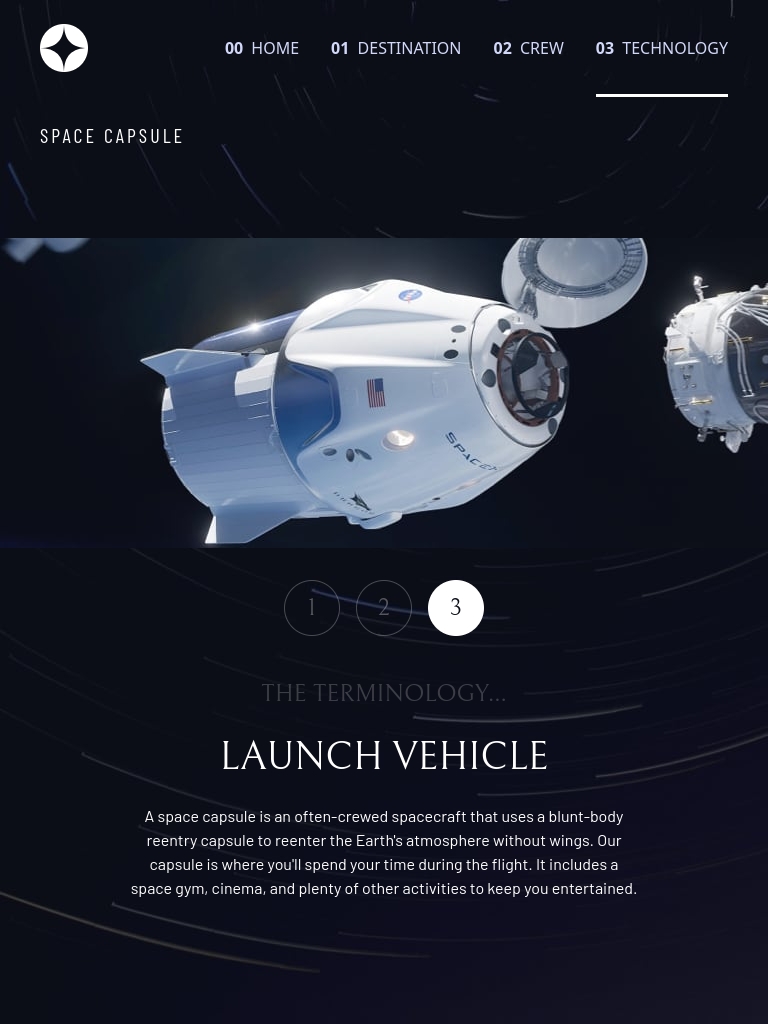 00 HOME 01 DESTINATION 02 CREW 03 TECHNOLOGY
SPACE CAPSULE
1 2 3
THE TERMINOLOGY...
LAUNCH VEHICLE
A space capsule is an often-crewed spacecraft that uses a blunt-body
reentry capsule to reenter the Earth's atmosphere without wings. Our
capsule is where you'll spend your time during the flight. It includes a
space gym, cinema, and plenty of other activities to keep you entertained.